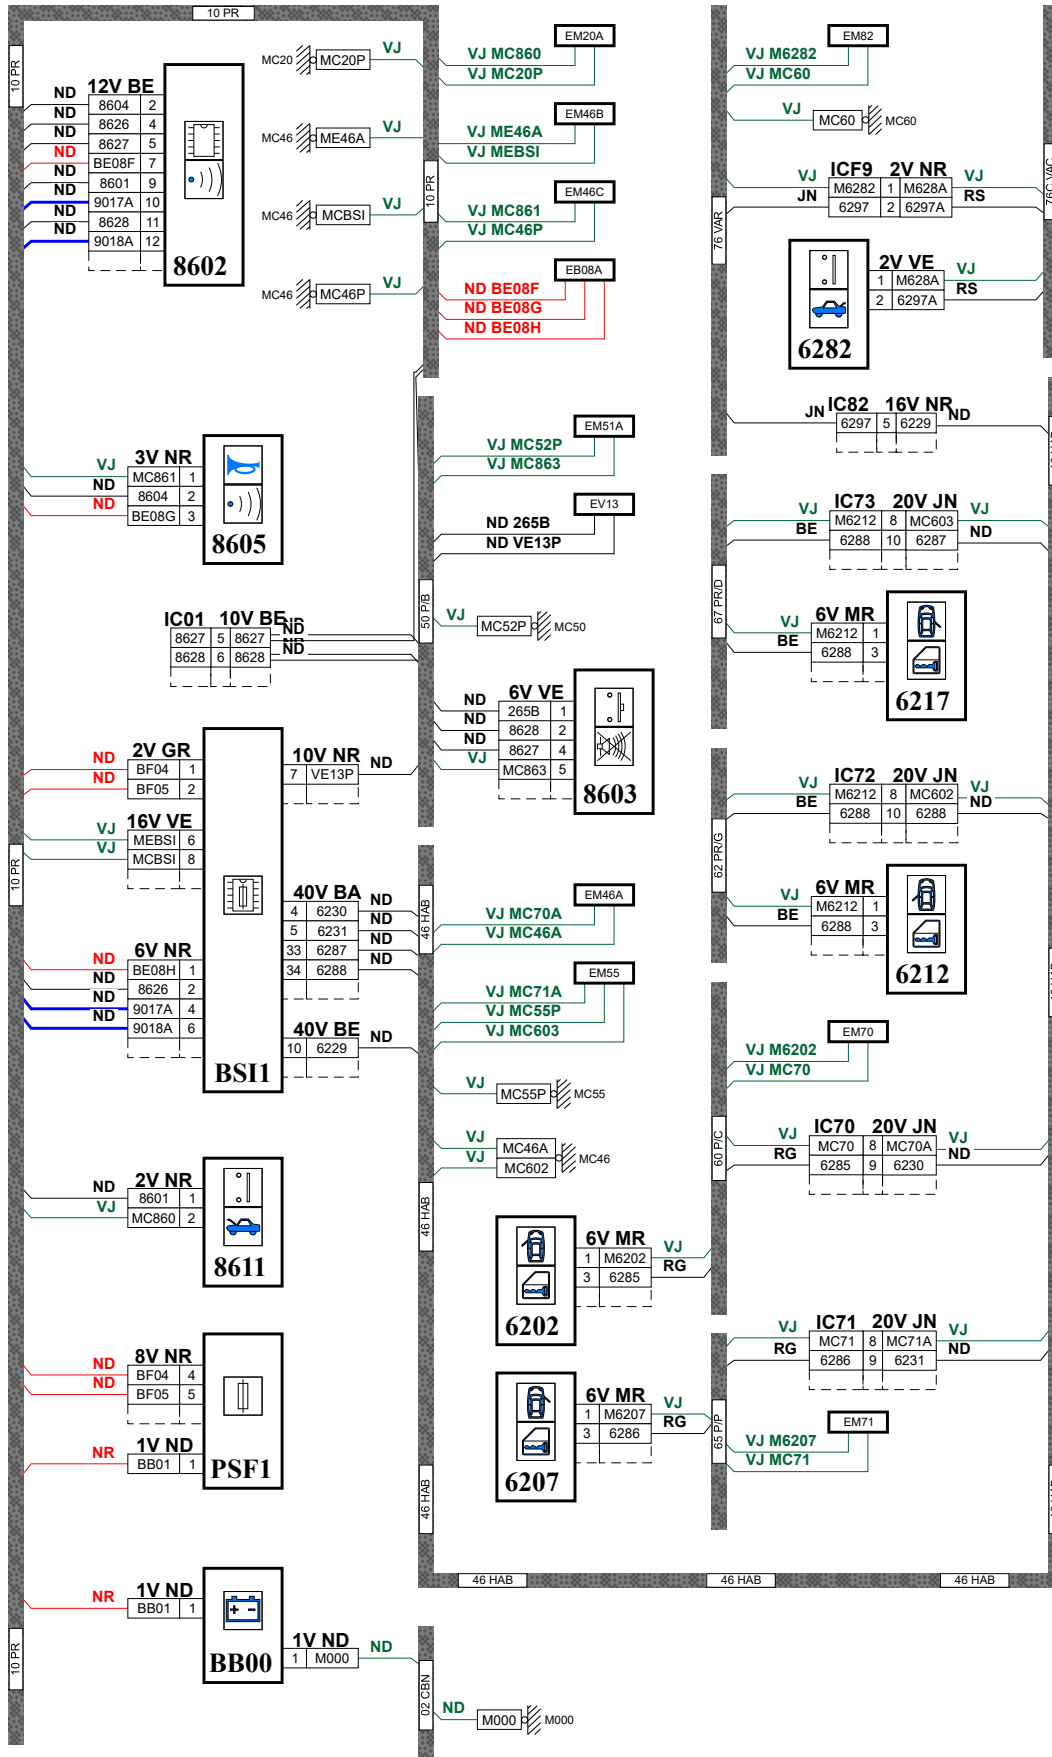 10 PR
10 PR
12V BE
ND 8604 2
ND 8626 4
ND 8627 5
ND BE08F 7
ND 8601 9
ND 9017A 10
ND 8628 11
ND 9018A 12
8602
MC20 MC20P VJ
MC46 ME46A VJ
MC46 MCBSI VJ
MC46 MC46P VJ
10 PR
EM20A
VJ MC860
VJ MC20P
EM46B
VJ ME46A
VJ MEBSI
EM46C
VJ MC861
VJ MC46P
EB08A
ND BE08F
ND BE08G
ND BE08H
3V NR
VJ MC861 1
ND 8604 2
ND BE08G 3
8605
IC01 10V BE
8627 5 8627 ND
8628 6 8628 ND
50 P/B
EM51A
VJ MC52P
VJ MC863
EV13
ND 265B
ND VE13P
VJ MC52P MC50
6V VE
ND 265B 1
ND 8628 2
ND 8627 4
VJ MC863 5
8603
2V GR
ND BF04 1
ND BF05 2
10V NR
7 VE13P ND
16V VE
VJ MEBSI 6
VJ MCBSI 8
10 PR
40V BA
4 6230 ND
5 6231 ND
33 6287 ND
34 6288 ND
6V NR
ND BE08H 1
ND 8626 2
ND 9017A 4
ND 9018A 6
40V BE
10 6229 ND
BSI1
46 HAB
EM46A
VJ MC70A
VJ MC46A
EM55
VJ MC71A
VJ MC55P
VJ MC603
VJ MC55P MC55
VJ MC46A
VJ MC602
MC46
46 HAB
2V NR
ND 8601 1
VJ MC860 2
8611
6V MR
1 M6202 VJ
3 6285 RG
6202
8V NR
ND BF04 4
ND BF05 5
1V ND
NR BB01 1
PSF1
6V MR
1 M6207 VJ
3 6286 RG
6207
46 HAB
46 HAB
46 HAB
46 HAB
1V ND
NR BB01 1
1V ND
1 M000 ND
BB00
10 PR
02 CBN
ND M000 M000
EM82
VJ M6282
VJ MC60
VJ MC60 MC60
76 VAR
76C VAC
ICF9 2V NR
VJ M6282 1 M628A VJ
JN 6297 2 6297A RS
2V VE
1 M628A VJ
2 6297A RS
6282
IC82 16V NR
JN 6297 5 6229 ND
IC73 20V JN
VJ M6212 8 MC603 VJ
BE 6288 10 6287 ND
67 PR/D
6V MR
VJ M6212 1
BE 6288 3
6217
IC72 20V JN
VJ M6212 8 MC602 VJ
BE 6288 10 6288 ND
62 PR/G
6V MR
VJ M6212 1
BE 6288 3
6212
EM70
VJ M6202
VJ MC70
60 P/C
IC70 20V JN
VJ MC70 8 MC70A VJ
RG 6285 9 6230 ND
IC71 20V JN
VJ MC71 8 MC71A VJ
RG 6286 9 6231 ND
65 P/P
EM71
VJ M6207
VJ MC71